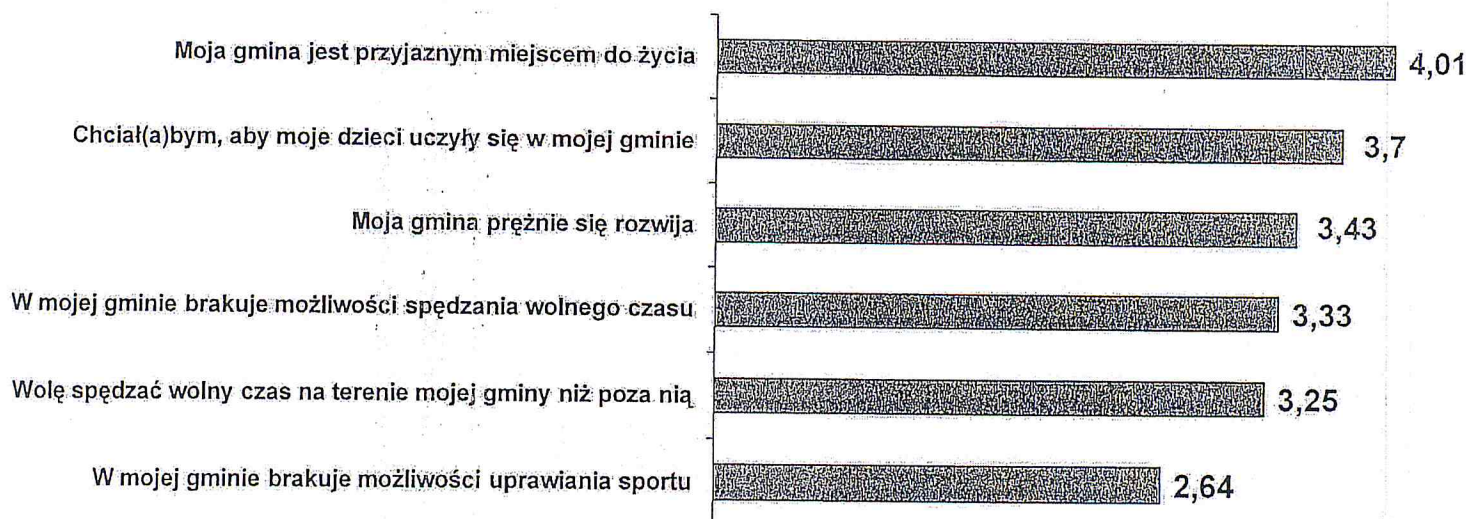 Moja gmina jest przyjaznym miejscem do życia 4,01
Chciał(a)bym, aby moje dzieci uczyły się w mojej gminie 3,7
Moja gmina prężnie się rozwija 3,43
W mojej gminie brakuje możliwości spędzania wolnego czasu 3,33
Wolę spędzać wolny czas na terenie mojej gminy niż poza nią 3,25
W mojej gminie brakuje możliwości uprawiania sportu 2,64